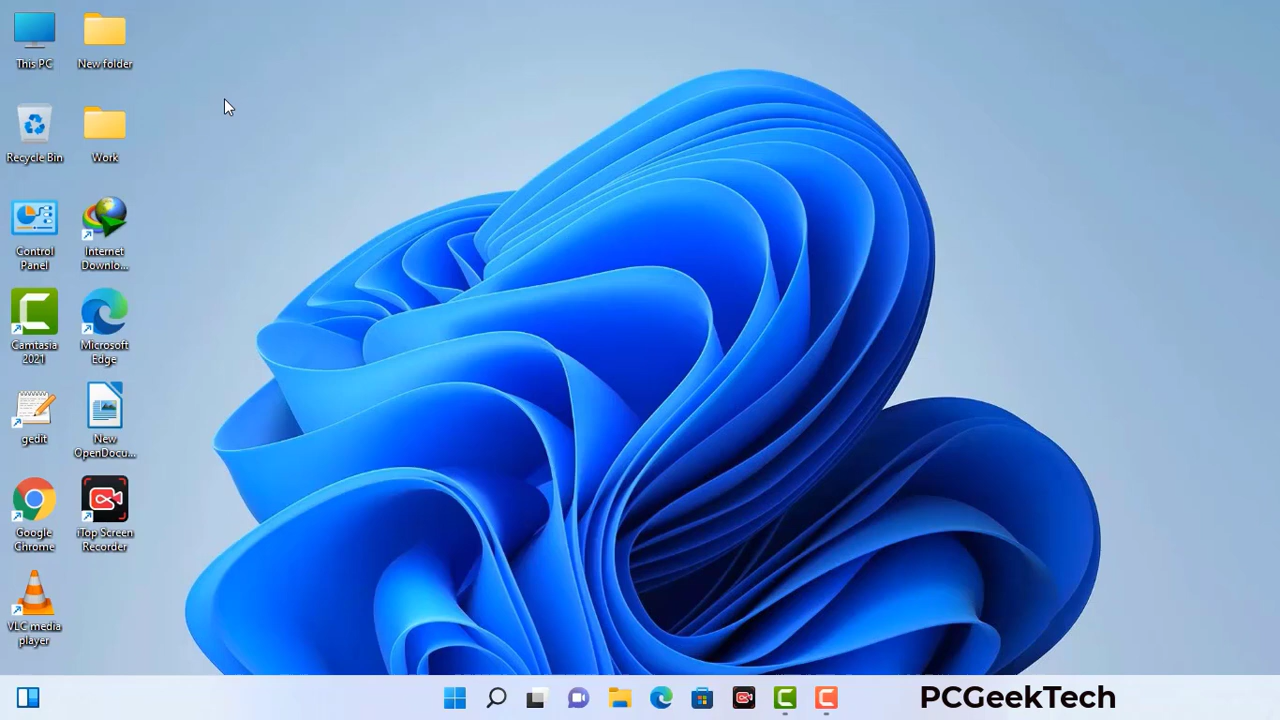 This PC
New folder
Recycle Bin
Work
Control
Panel
Internet
Downlo...
Camtasia
2021
Microsoft
Edge
gedit
New
OpenDocu...
Google
Chrome
iTop Screen
Recorder
VLC media
player
PCGeekTech